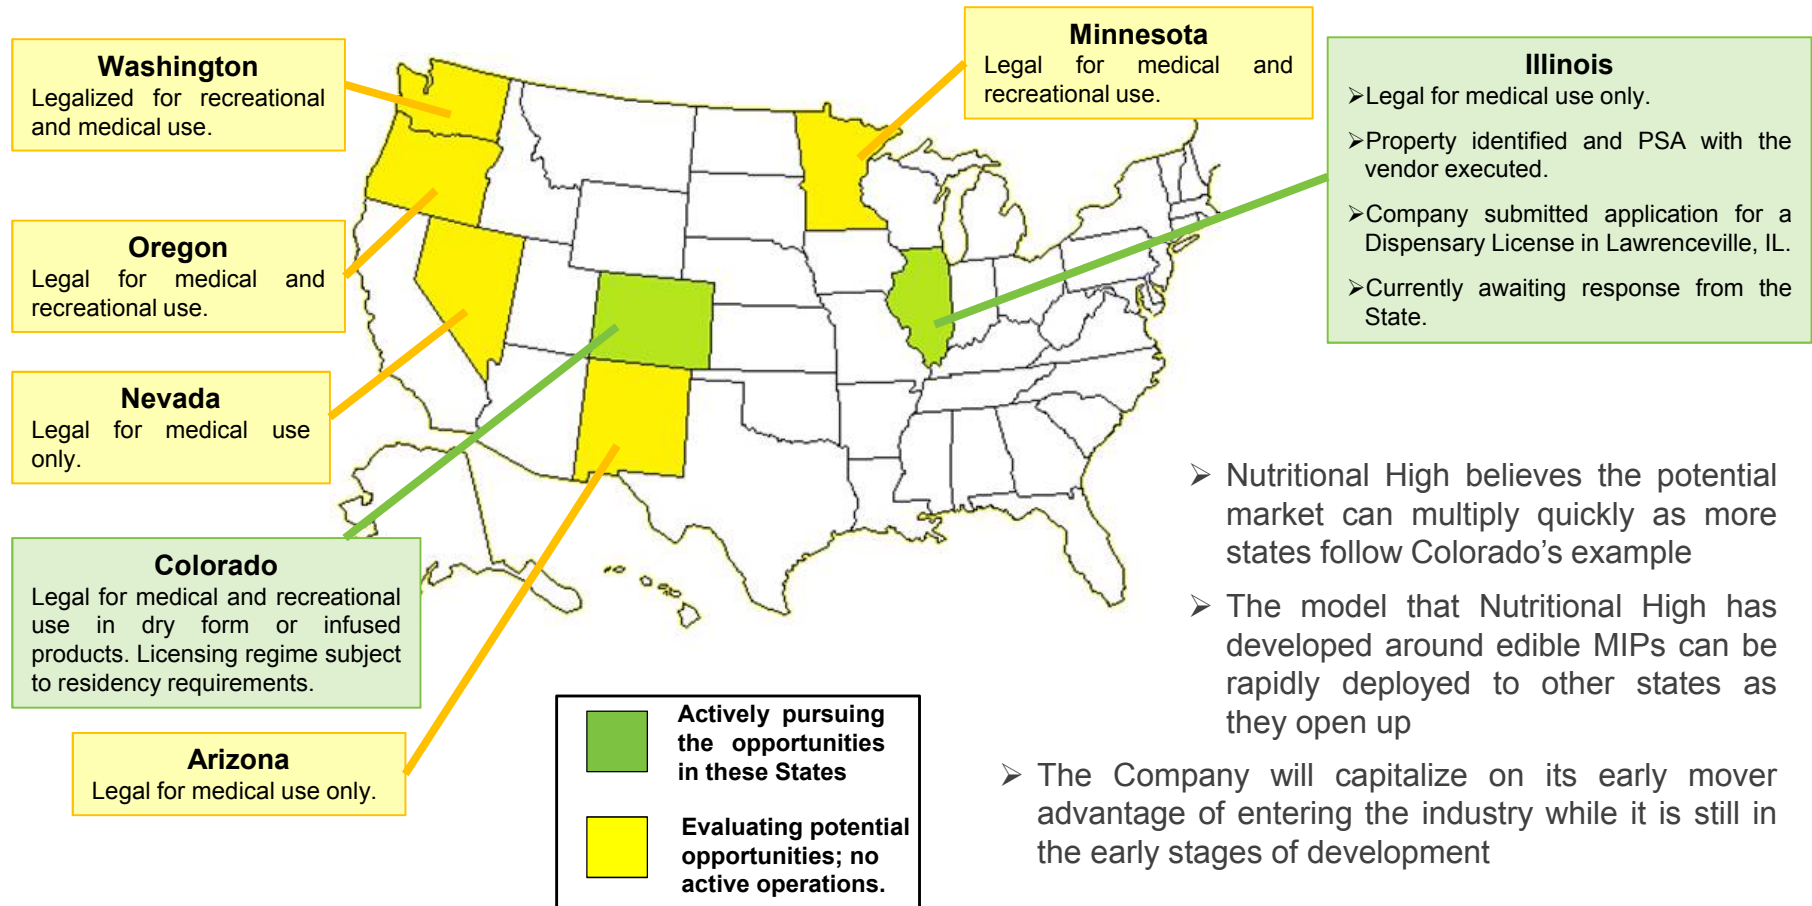 Washington
Legalized for recreational
and medical use.
Oregon
Legal for medical and
recreational use.
Nevada
Legal for medical use
only.
Colorado
Legal for medical and recreational
use in dry form or infused
products. Licensing regime subject
to residency requirements.
Arizona
Legal for medical use only.
Minnesota
Legal for medical and
recreational use.
Illinois
➢Legal for medical use only.
➢Property identified and PSA with the
vendor executed.
➢Company submitted application for a
Dispensary License in Lawrenceville, IL.
➢Currently awaiting response from the
State.
Actively pursuing
the opportunities
in these States
Evaluating potential
opportunities; no
active operations.
➢ Nutritional High believes the potential
market can multiply quickly as more
states follow Colorado’s example
➢ The model that Nutritional High has
developed around edible MIPs can be
rapidly deployed to other states as
they open up
➢ The Company will capitalize on its early mover
advantage of entering the industry while it is still in
the early stages of development